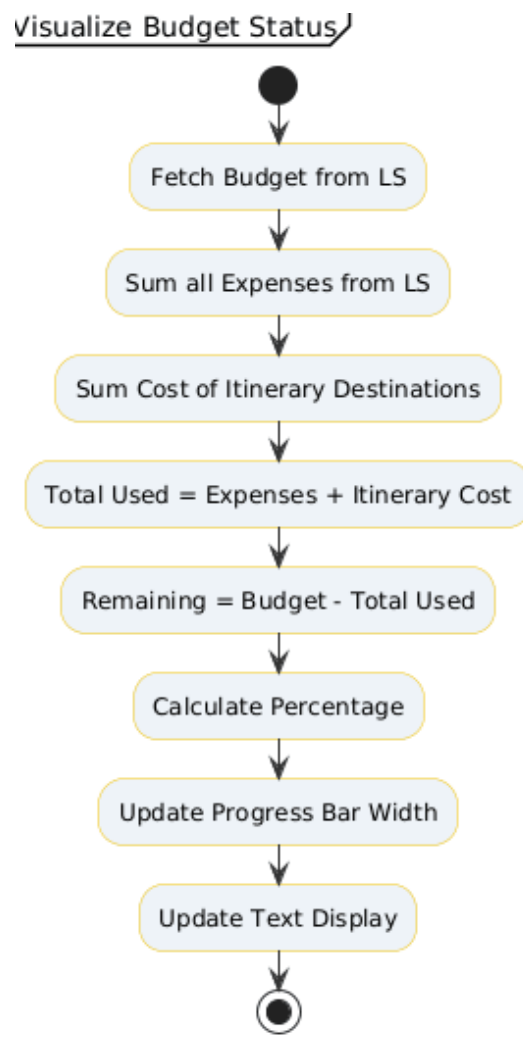 Visualize Budget Status
Fetch Budget from LS
Sum all Expenses from LS
Sum Cost of Itinerary Destinations
Total Used = Expenses + Itinerary Cost
Remaining = Budget - Total Used
Calculate Percentage
Update Progress Bar Width
Update Text Display